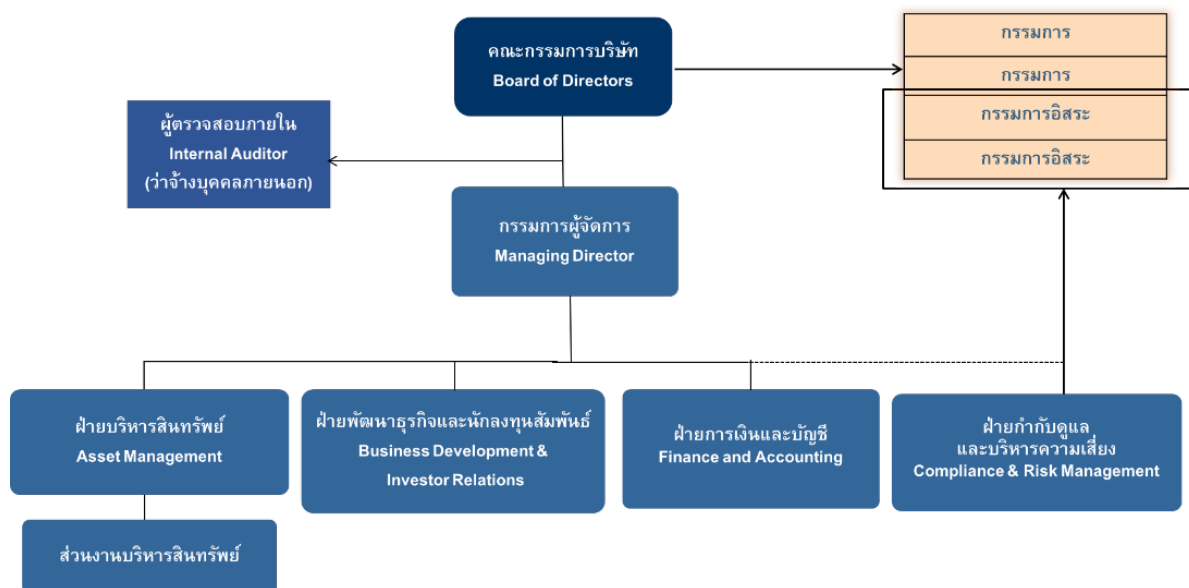 คณะกรรมการบริษัท
Board of Directors
กรรมการ
กรรมการ
กรรมการอิสระ
กรรมการอิสระ
ผู้ตรวจสอบภายใน
Internal Auditor
(ว่าจ้างบุคคลภายนอก)
กรรมการผู้จัดการ
Managing Director
ฝ่ายบริหารสินทรัพย์
Asset Management
ฝ่ายพัฒนาธุรกิจและนักลงทุนสัมพันธ์
Business Development &
Investor Relations
ฝ่ายการเงินและบัญชี
Finance and Accounting
ฝ่ายกำกับดูแล
และบริหารความเสี่ยง
Compliance & Risk Management
ส่วนงานบริหารสินทรัพย์